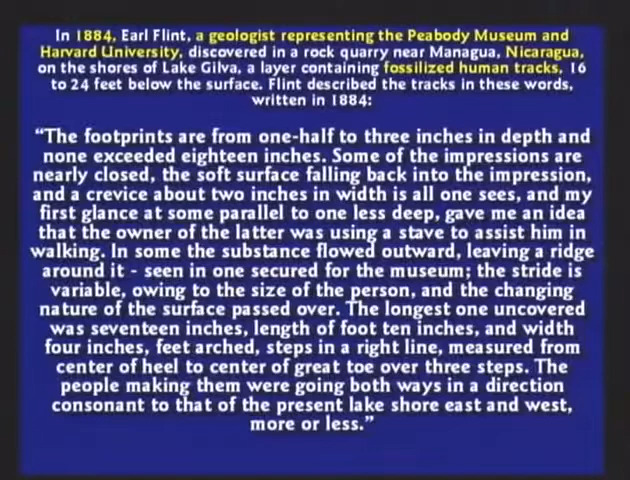 In 1884, Earl Flint, a geologist representing the Peabody Museum and
Harvard University, discovered in a rock quarry near Managua, Nicaragua,
on the shores of Lake Gilva, a layer containing fossilized human tracks, 16
to 24 feet below the surface. Flint described the tracks in these words,
written in 1884:
“The footprints are from one-half to three inches in depth and
none exceeded eighteen inches. Some of the impressions are
nearly closed, the soft surface falling back into the impression,
and a crevice about two inches in width is all one sees, and my
first glance at some parallel to one less deep, gave me an idea
that the owner of the latter was using a stave to assist him in
walking. In some the substance flowed outward, leaving a ridge
around it - seen in one secured for the museum; the stride is
variable, owing to the size of the person, and the changing
nature of the surface passed over. The longest one uncovered
was seventeen inches, length of foot ten inches, and width
four inches, feet arched, steps in a right line, measured from
center of heel to center of great toe over three steps. The
people making them were going both ways in a direction
consonant to that of the present lake shore east and west,
more or less.”